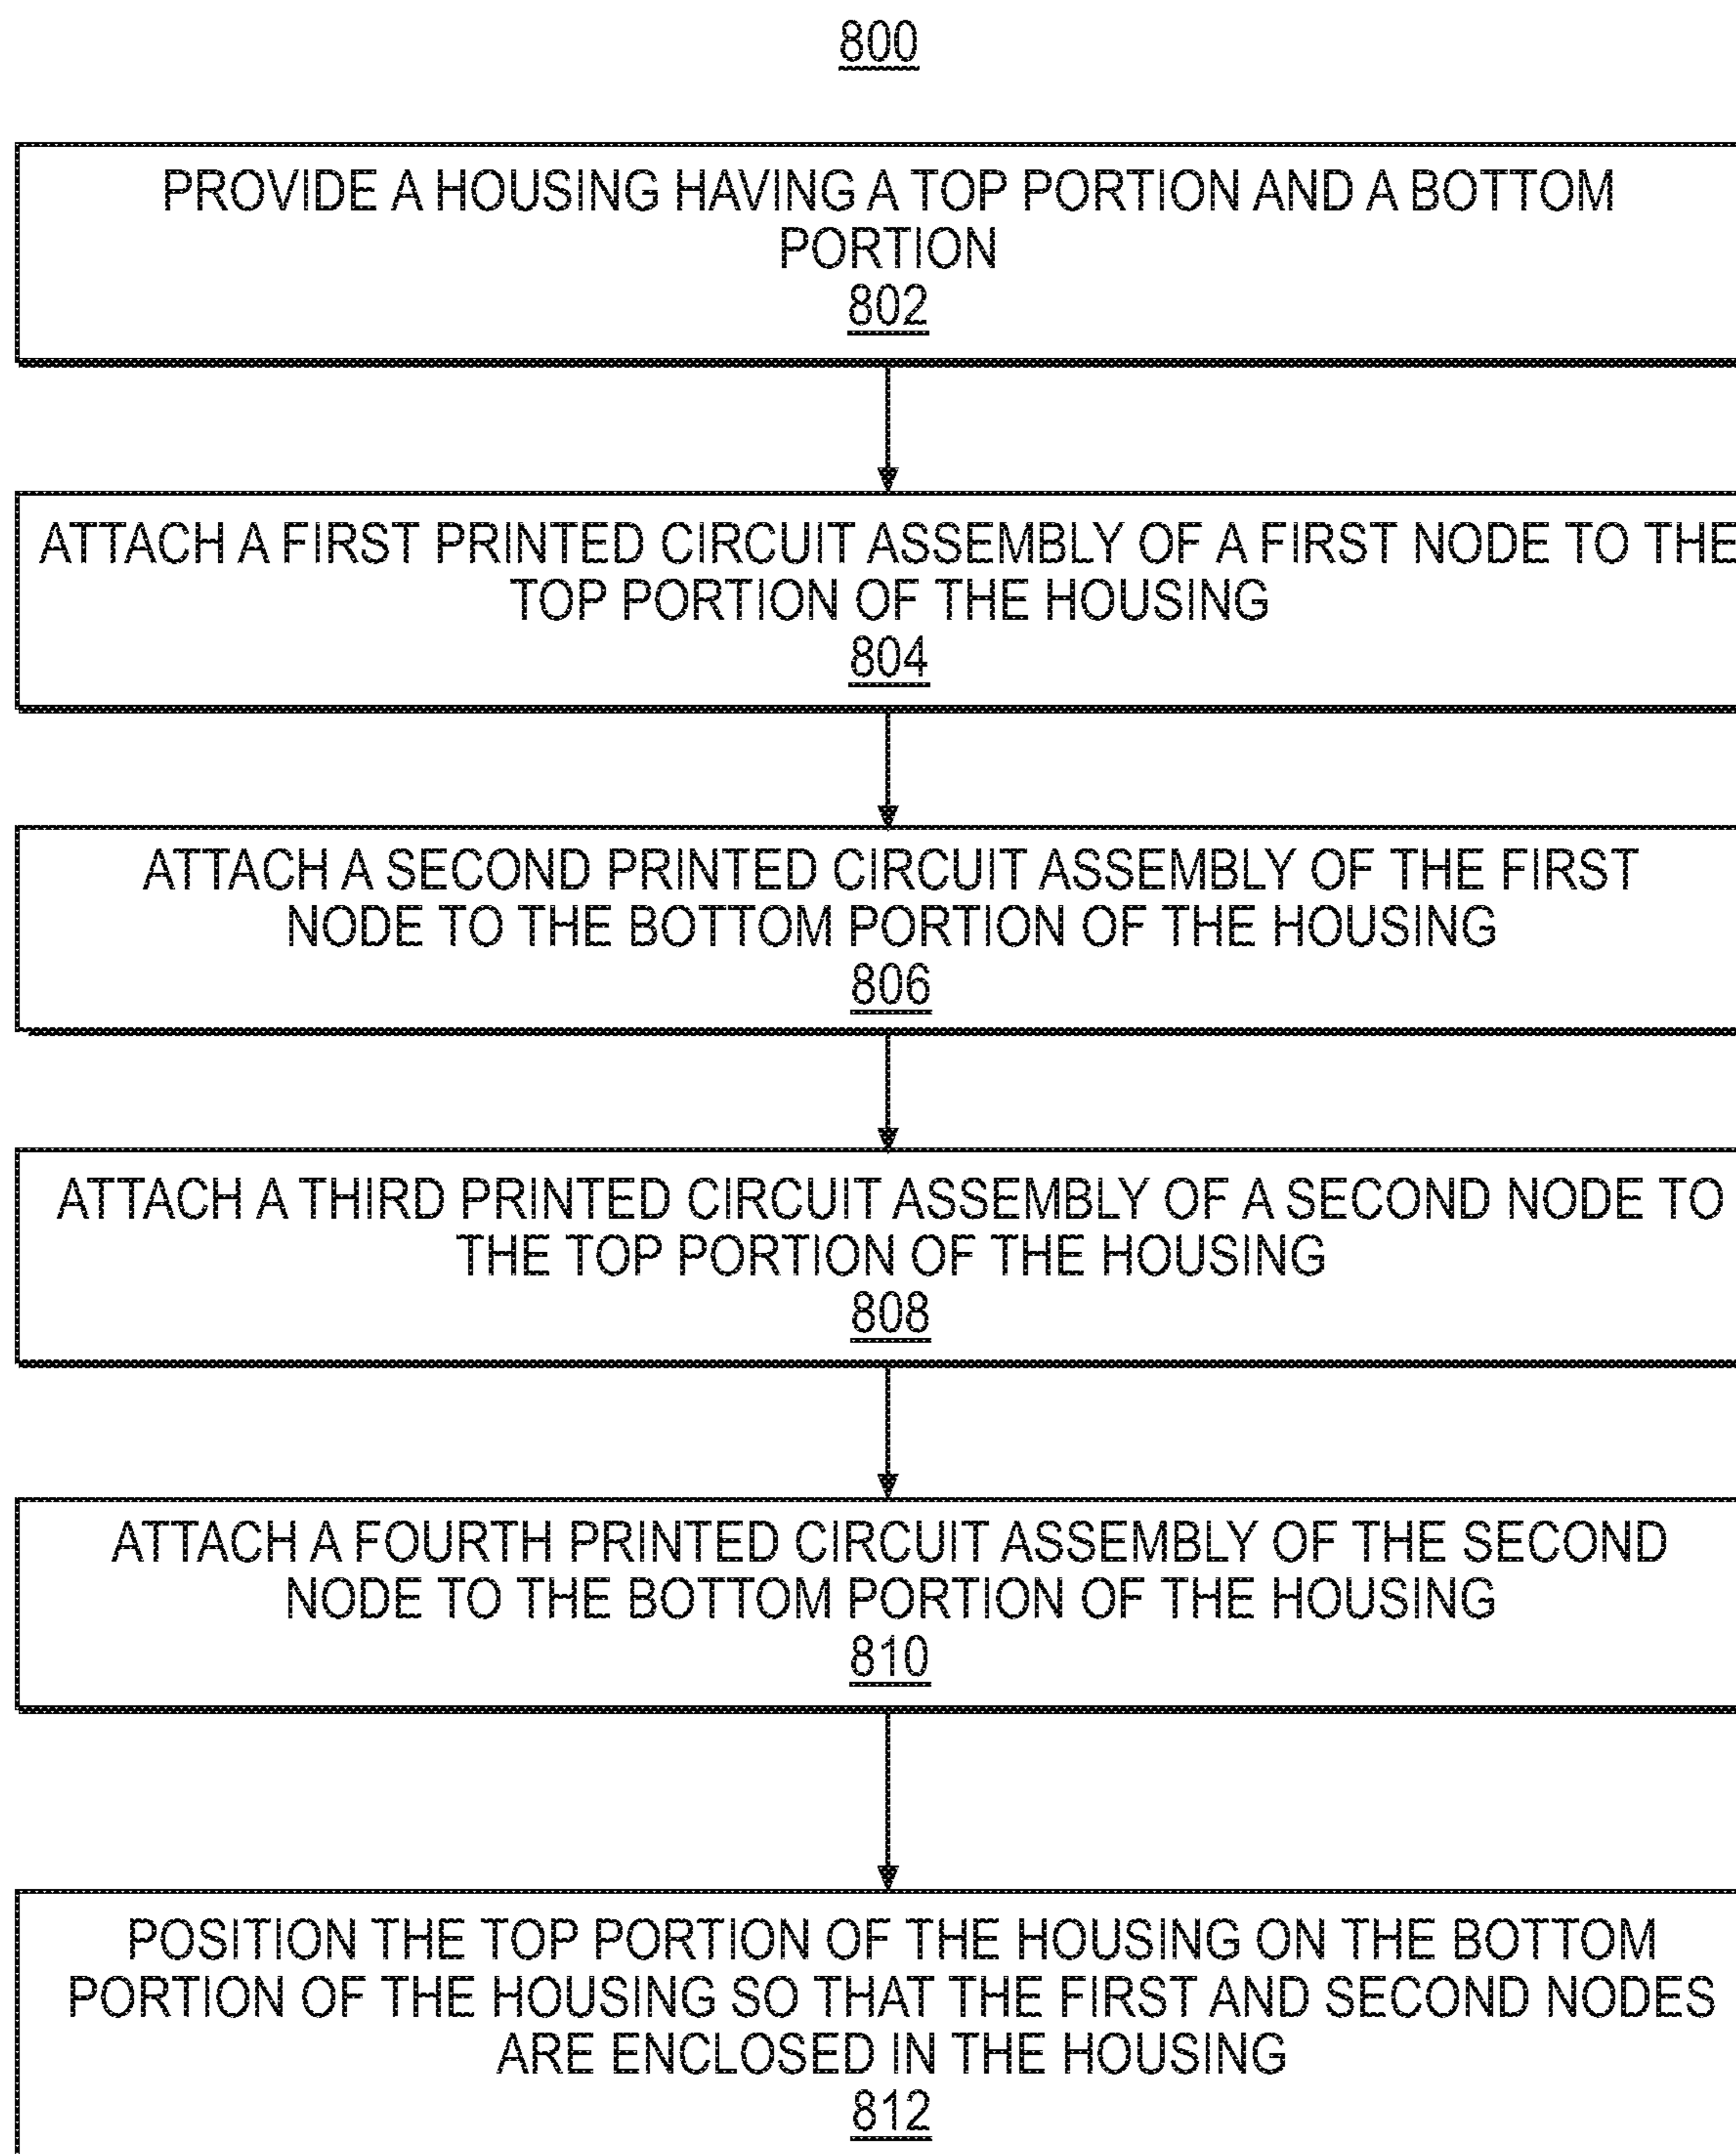 800
PROVIDE A HOUSING HAVING A TOP PORTION AND A BOTTOM
PORTION
802
ATTACH A FIRST PRINTED CIRCUIT ASSEMBLY OF A FIRST NODE TO THE
TOP PORTION OF THE HOUSING
804
ATTACH A SECOND PRINTED CIRCUIT ASSEMBLY OF THE FIRST
NODE TO THE BOTTOM PORTION OF THE HOUSING
806
ATTACH A THIRD PRINTED CIRCUIT ASSEMBLY OF A SECOND NODE TO
THE TOP PORTION OF THE HOUSING
808
ATTACH A FOURTH PRINTED CIRCUIT ASSEMBLY OF THE SECOND
NODE TO THE BOTTOM PORTION OF THE HOUSING
810
POSITION THE TOP PORTION OF THE HOUSING ON THE BOTTOM
PORTION OF THE HOUSING SO THAT THE FIRST AND SECOND NODES
ARE ENCLOSED IN THE HOUSING
812